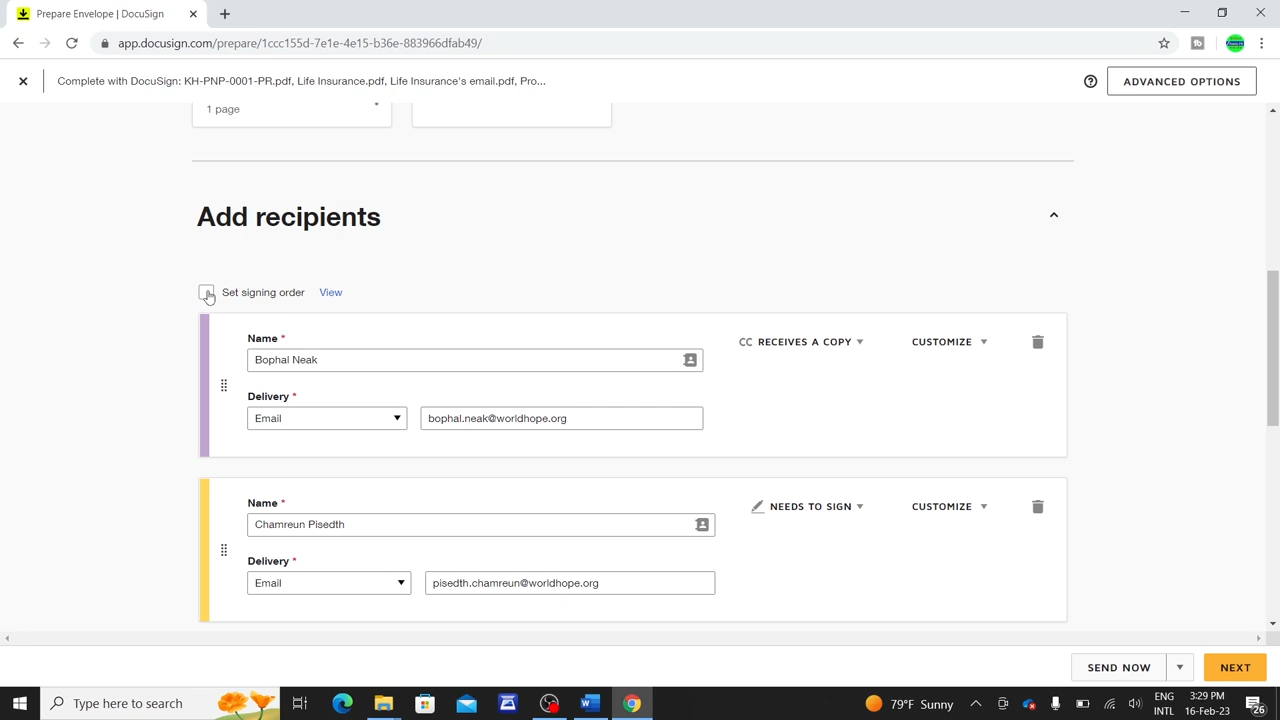 Prepare Envelope | DocuSign
app.docusign.com/prepare/1ccc155d-7e1e-4e15-b36e-883966dfab49/
Complete with DocuSign: KH-PNP-0001-PR.pdf, Life Insurance.pdf, Life Insurance's email.pdf, Pro...
ADVANCED OPTIONS
1 page
Add recipients
Set signing order View
Name *
CC RECEIVES A COPY
CUSTOMIZE
Bophal Neak
Delivery *
Email
bophal.neak@worldhope.org
Name *
NEEDS TO SIGN
CUSTOMIZE
Chamreun Pisedth
Delivery *
Email
pisedth.chamreun@worldhope.org
SEND NOW
NEXT
Type here to search
79°F Sunny
ENG
INTL
3:29 PM
16-Feb-23
26